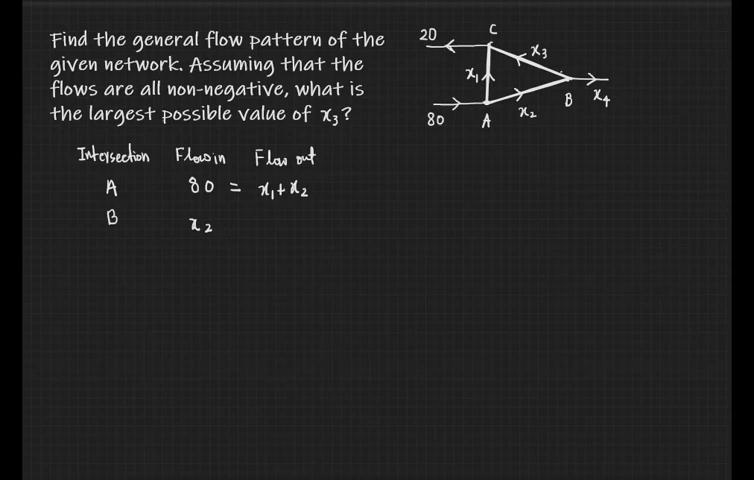 Find the general flow pattern of the
given network. Assuming that the
flows are all non-negative, what is
the largest possible value of x₃?
20
C
x₃
x₁
B
x₄
80
A
x₂
Intersection Flow in Flow out
A 80 = x₁ + x₂
B x₂